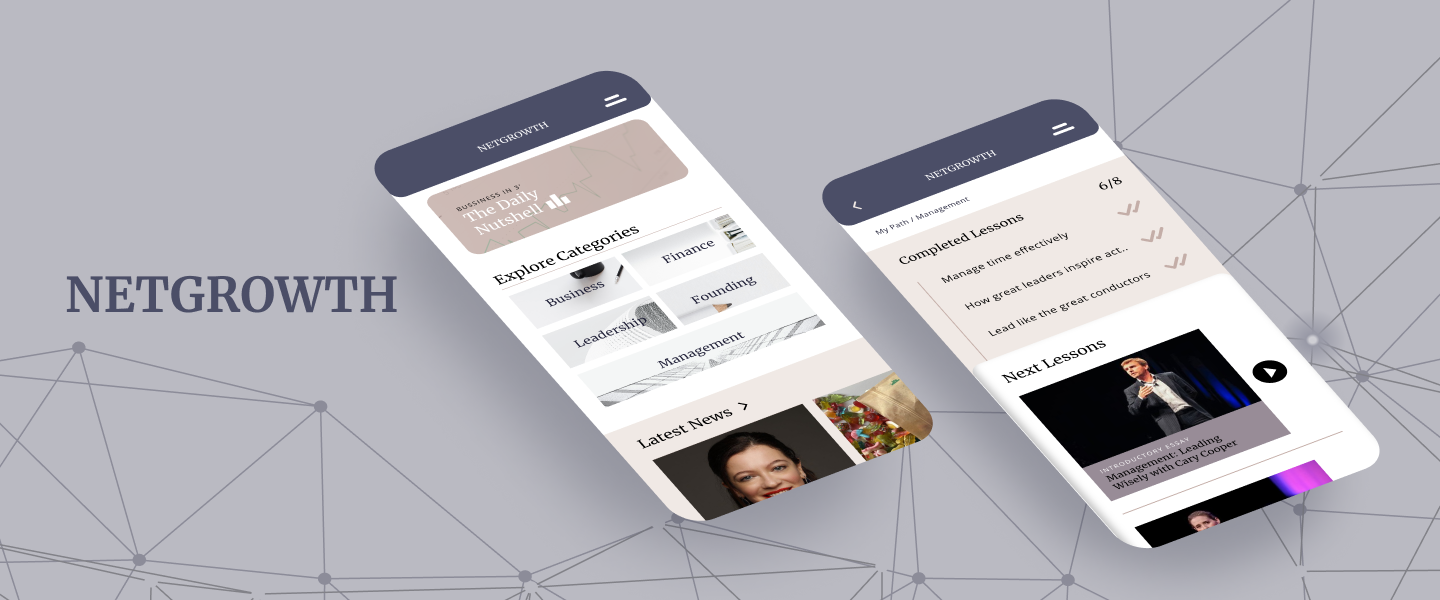 NETGROWTH
NETGROWTH
BUSSINESS IN 3'
The Daily
Nutshell
Explore Categories
Business
Finance
Leadership
Founding
Management
Latest News
NETGROWTH
My Path / Management
Completed Lessons
6/8
Manage time effectively
How great leaders inspire act..
Lead like the great conductors
Next Lessons
INTRODUCTORY ESSAY
Management: Leading
Wisely with Cary Cooper